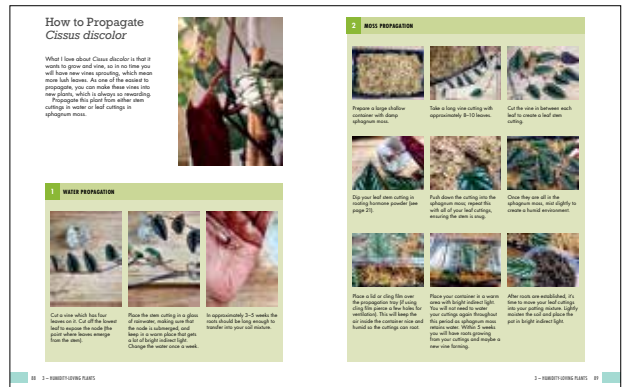 How to Propagate
Cissus discolor
What I love about Cissus discolor is that it
wants to grow and vine, so in no time you
will have new vines sprouting, which mean
more lush leaves. As one of the easiest to
propagate, you can make these vines into
new plants, which is always so rewarding.
Propagate this plant from either stem
cuttings in water or leaf cuttings in
sphagnum moss.
1 WATER PROPAGATION
Cut a vine which has four
leaves on it. Cut off the lowest
leaf to expose the node (the
point where leaves emerge
from the stem).
Place the stem cutting in a glass
of rainwater, making sure that
the node is submerged, and
keep in a warm place that gets
a lot of bright indirect light.
Change the water once a week.
In approximately 3–5 weeks the
roots should be long enough to
transfer into your soil mixture.
88 3 – HUMIDITY-LOVING PLANTS
2 MOSS PROPAGATION
Prepare a large shallow
container with damp
sphagnum moss.
Take a long vine cutting with
approximately 8–10 leaves.
Cut the vine in between each
leaf to create a leaf stem
cutting.
Dip your leaf stem cutting in
rooting hormone powder (see
page 21).
Push down the cutting into the
sphagnum moss; repeat this
with all of your leaf cuttings,
ensuring the stem is snug.
Once they are all in the
sphagnum moss, mist slightly to
create a humid environment.
Place a lid or cling film over
the propagation tray (if using
cling film pierce a few holes for
ventilation). This will keep the
air inside the container nice and
humid so the cuttings can root.
Place your container in a warm
area with bright indirect light.
You will not need to water
your cuttings again throughout
this period as sphagnum moss
retains water. Within 5 weeks
you will have roots growing
from your cuttings and maybe a
new vine forming.
After roots are established, it's
time to move your leaf cuttings
into your potting mixture. Lightly
moisten the soil and place the
pot in bright indirect light.
3 – HUMIDITY-LOVING PLANTS 89